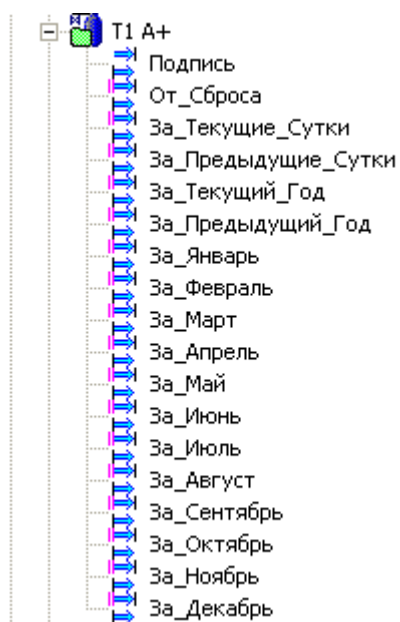 T1 A+
Подпись
От_Сброса
За_Текущие_Сутки
За_Предыдущие_Сутки
За_Текущий_Год
За_Предыдущий_Год
За_Январь
За_Февраль
За_Март
За_Апрель
За_Май
За_Июнь
За_Июль
За_Август
За_Сентябрь
За_Октябрь
За_Ноябрь
За_Декабрь